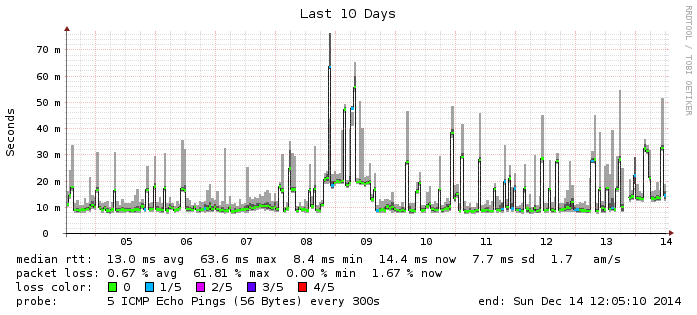 Last 10 Days
RRDTOOL / TOBI OETIKER
Seconds
70 m
60 m
50 m
40 m
30 m
20 m
10 m
0
05 06 07 08 09 10 11 12 13 14
median rtt: 13.0 ms avg 63.6 ms max 8.4 ms min 14.4 ms now 7.7 ms sd 1.7 am/s
packet loss: 0.67 % avg 61.81 % max 0.00 % min 1.67 % now
loss color: 0 1/5 2/5 3/5 4/5
probe: 5 ICMP Echo Pings (56 Bytes) every 300s end: Sun Dec 14 12:05:10 2014